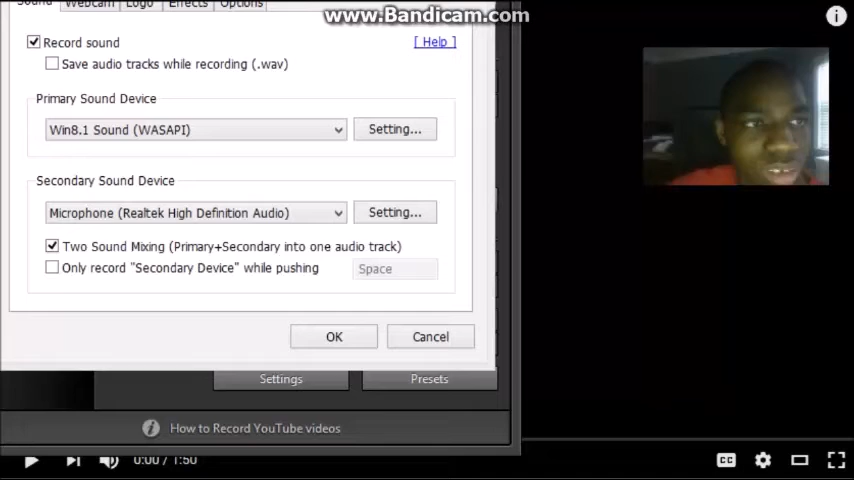 www.Bandicam.com
Sound Webcam Logo Effects Options
Record sound [ Help ]
Save audio tracks while recording (.wav)
Primary Sound Device
Win8.1 Sound (WASAPI) Setting...
Secondary Sound Device
Microphone (Realtek High Definition Audio) Setting...
Two Sound Mixing (Primary+Secondary into one audio track)
Only record "Secondary Device" while pushing Space
OK Cancel
Settings Presets
How to Record YouTube videos
0:00 / 1:50 CC